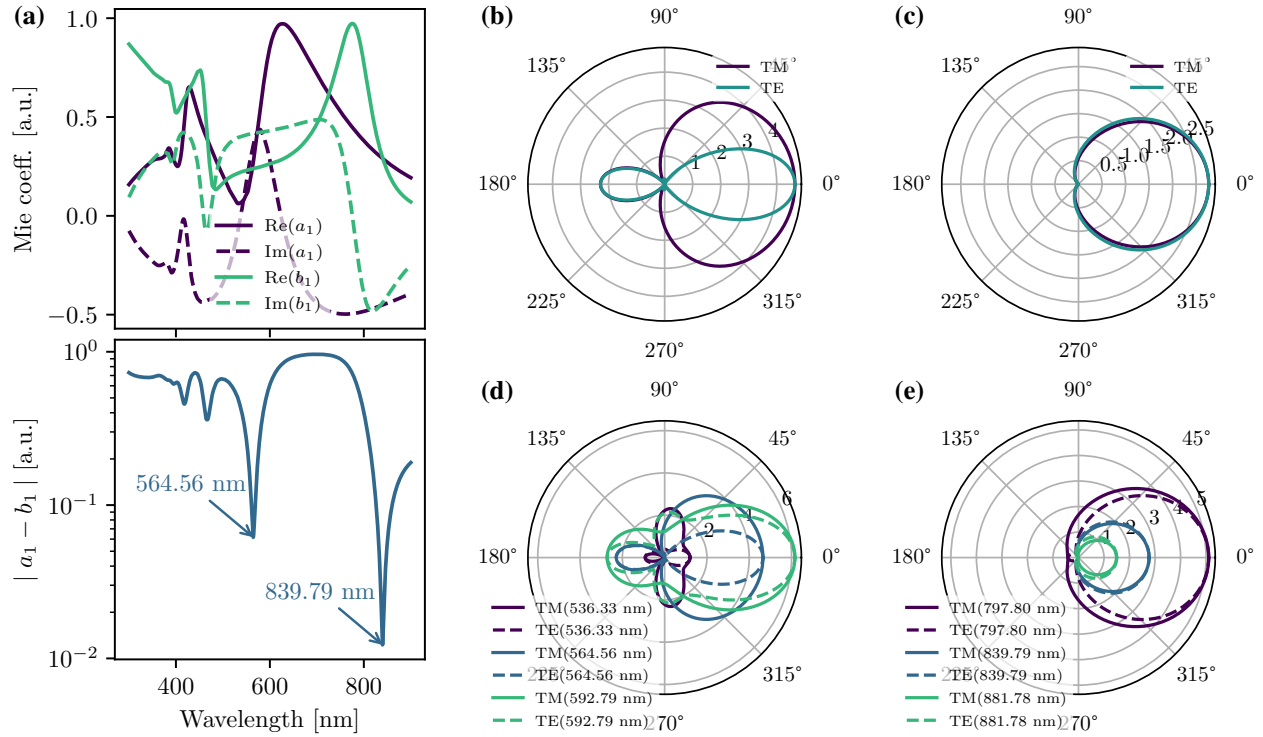 (a)
1.0
0.5
0.0
−0.5
Mie coeff. [a.u.]
Re(a₁)
Im(a₁)
Re(b₁)
Im(b₁)
10⁰
10⁻¹
10⁻²
| a₁ − b₁ | [a.u.]
564.56 nm
839.79 nm
400
600
800
Wavelength [nm]
(b)
90°
135°
180°
225°
270°
315°
0°
1
2
3
4
TM
TE
(c)
90°
45°
135°
180°
225°
270°
315°
0°
0.5
1.0
1.5
2.0
2.5
TM
TE
(d)
90°
45°
135°
180°
225°
270°
315°
0°
2
4
6
TM(536.33 nm)
TE(536.33 nm)
TM(564.56 nm)
TE(564.56 nm)
TM(592.79 nm)
TE(592.79 nm)
(e)
90°
45°
135°
180°
225°
270°
315°
0°
1
2
3
4
5
TM(797.80 nm)
TE(797.80 nm)
TM(839.79 nm)
TE(839.79 nm)
TM(881.78 nm)
TE(881.78 nm)